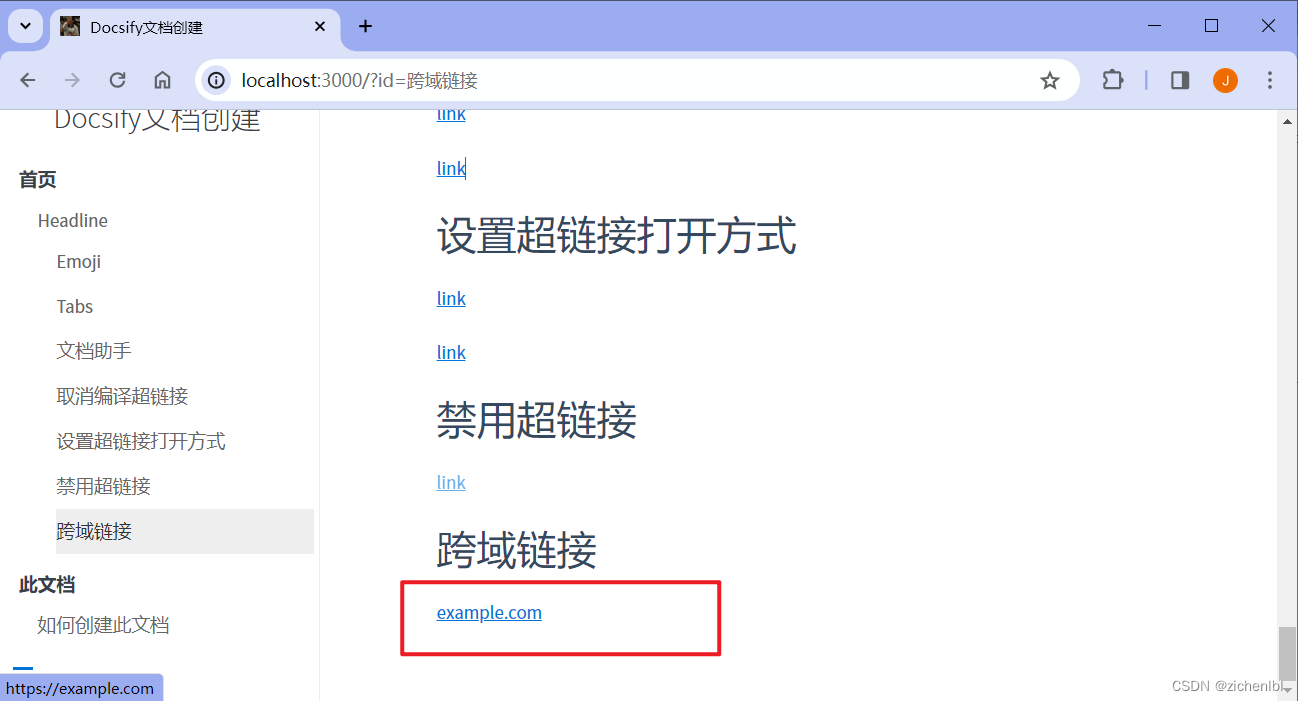 Docsify文档创建
localhost:3000/?id=跨域链接
J
Docsify文档创建
首页
Headline
Emoji
Tabs
文档助手
取消编译超链接
设置超链接打开方式
禁用超链接
跨域链接
此文档
如何创建此文档
link
link
设置超链接打开方式
link
link
禁用超链接
link
跨域链接
example.com
https://example.com
CSDN @zichenlbl